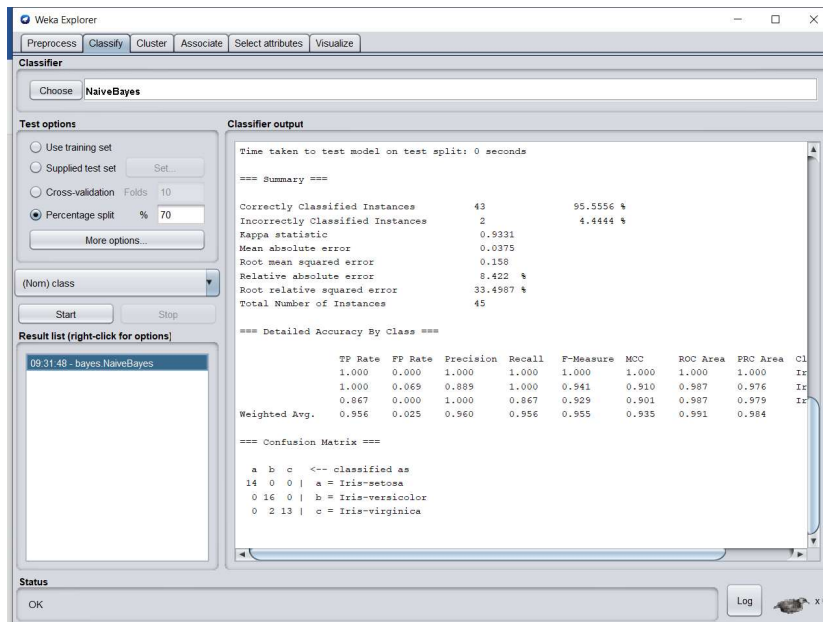 Weka Explorer
Preprocess Classify Cluster Associate Select attributes Visualize
Classifier
Choose NaiveBayes
Test options
Use training set
Supplied test set Set...
Cross-validation Folds 10
Percentage split % 70
More options...
(Nom) class
Start Stop
Result list (right-click for options)
09:31:48 - bayes.NaiveBayes
Classifier output
Time taken to test model on test split: 0 seconds
=== Summary ===
Correctly Classified Instances 43 95.5556 %
Incorrectly Classified Instances 2 4.4444 %
Kappa statistic 0.9331
Mean absolute error 0.0375
Root mean squared error 0.158
Relative absolute error 8.422 %
Root relative squared error 33.4987 %
Total Number of Instances 45
=== Detailed Accuracy By Class ===
TP Rate FP Rate Precision Recall F-Measure MCC ROC Area PRC Area Cl
1.000 0.000 1.000 1.000 1.000 1.000 1.000 1.000 Ir
1.000 0.069 0.889 1.000 0.941 0.910 0.987 0.976 Ir
0.867 0.000 1.000 0.867 0.929 0.901 0.987 0.979 Ir
Weighted Avg. 0.956 0.025 0.960 0.956 0.955 0.935 0.991 0.984
=== Confusion Matrix ===
a b c <-- classified as
14 0 0 | a = Iris-setosa
0 16 0 | b = Iris-versicolor
0 2 13 | c = Iris-virginica
Status
OK
Log
x